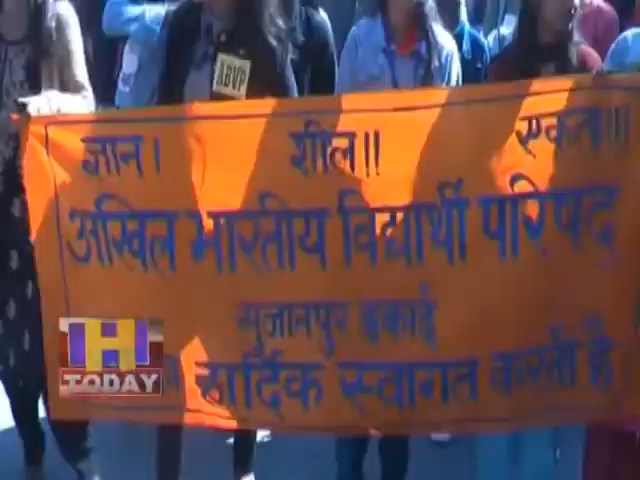 ABVP
ज्ञान। शील॥ एकता॥।
अखिल भारतीय विद्यार्थी परिषद्
सुजानपुर इकाई
हार्दिक स्वागत करती है
H
TODAY